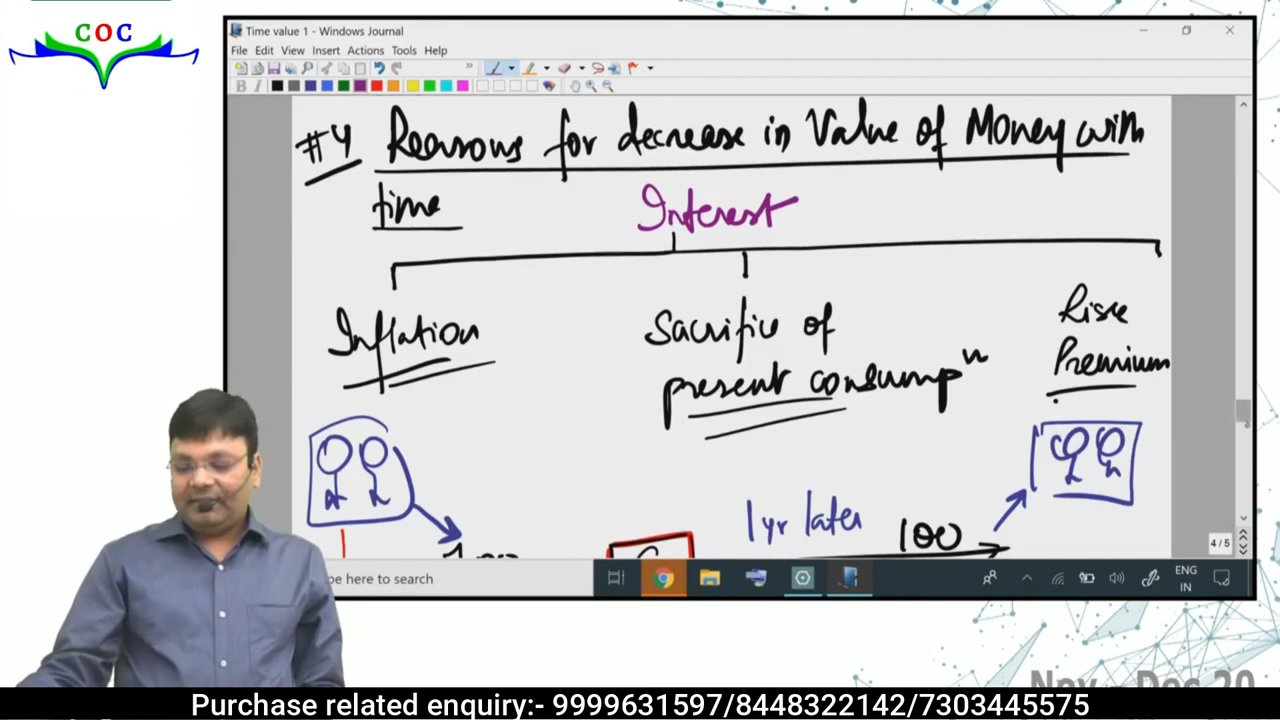 COC
Time value 1 - Windows Journal
File Edit View Insert Actions Tools Help
B I
#4 Reasons for decrease in Value of Money with
time
Interest
Inflation
Sacrifice of
present consumpⁿ
Risk
Premium
1yr later
100
4 / 5
pe here to search
ENG
IN
Purchase related enquiry:- 9999631597/8448322142/7303445575